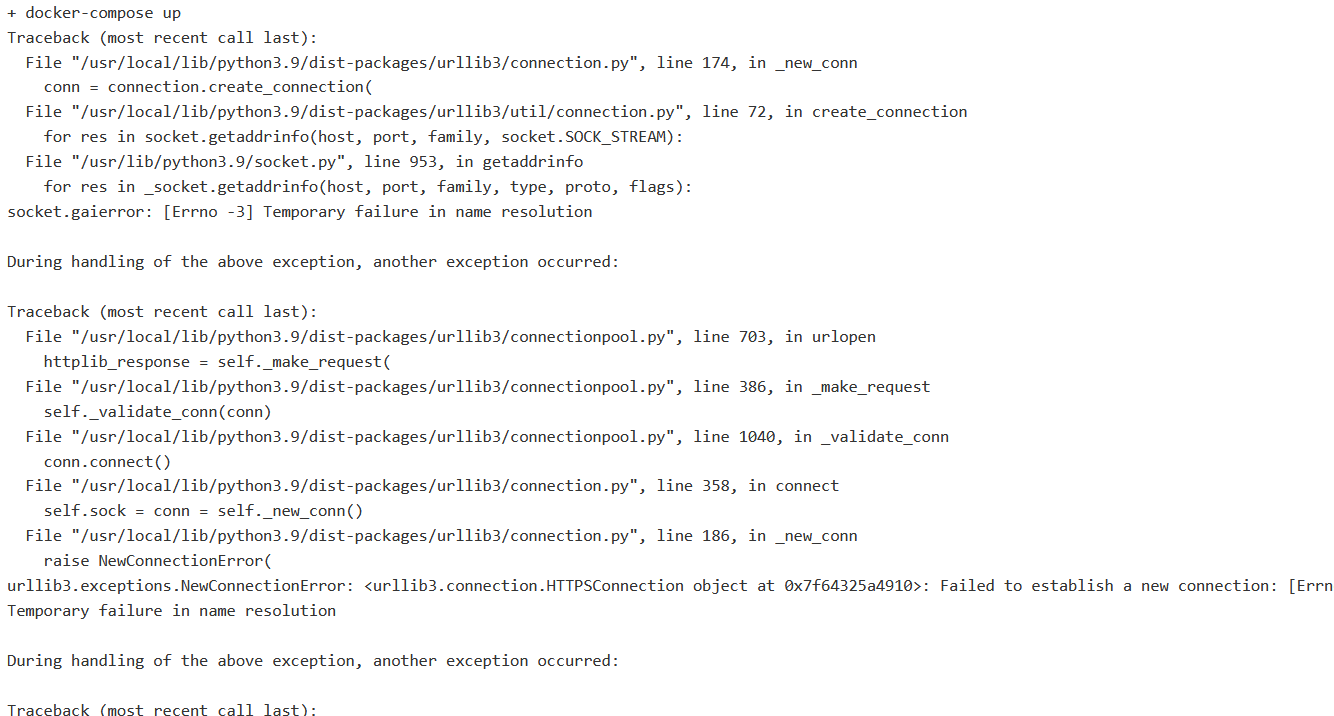 + docker-compose up
Traceback (most recent call last):
  File "/usr/local/lib/python3.9/dist-packages/urllib3/connection.py", line 174, in _new_conn
    conn = connection.create_connection(
  File "/usr/local/lib/python3.9/dist-packages/urllib3/util/connection.py", line 72, in create_connection
    for res in socket.getaddrinfo(host, port, family, socket.SOCK_STREAM):
  File "/usr/lib/python3.9/socket.py", line 953, in getaddrinfo
    for res in _socket.getaddrinfo(host, port, family, type, proto, flags):
socket.gaierror: [Errno -3] Temporary failure in name resolution

During handling of the above exception, another exception occurred:

Traceback (most recent call last):
  File "/usr/local/lib/python3.9/dist-packages/urllib3/connectionpool.py", line 703, in urlopen
    httplib_response = self._make_request(
  File "/usr/local/lib/python3.9/dist-packages/urllib3/connectionpool.py", line 386, in _make_request
    self._validate_conn(conn)
  File "/usr/local/lib/python3.9/dist-packages/urllib3/connectionpool.py", line 1040, in _validate_conn
    conn.connect()
  File "/usr/local/lib/python3.9/dist-packages/urllib3/connection.py", line 358, in connect
    self.sock = conn = self._new_conn()
  File "/usr/local/lib/python3.9/dist-packages/urllib3/connection.py", line 186, in _new_conn
    raise NewConnectionError(
urllib3.exceptions.NewConnectionError: <urllib3.connection.HTTPSConnection object at 0x7f64325a4910>: Failed to establish a new connection: [Errn
Temporary failure in name resolution

During handling of the above exception, another exception occurred:

Traceback (most recent call last):